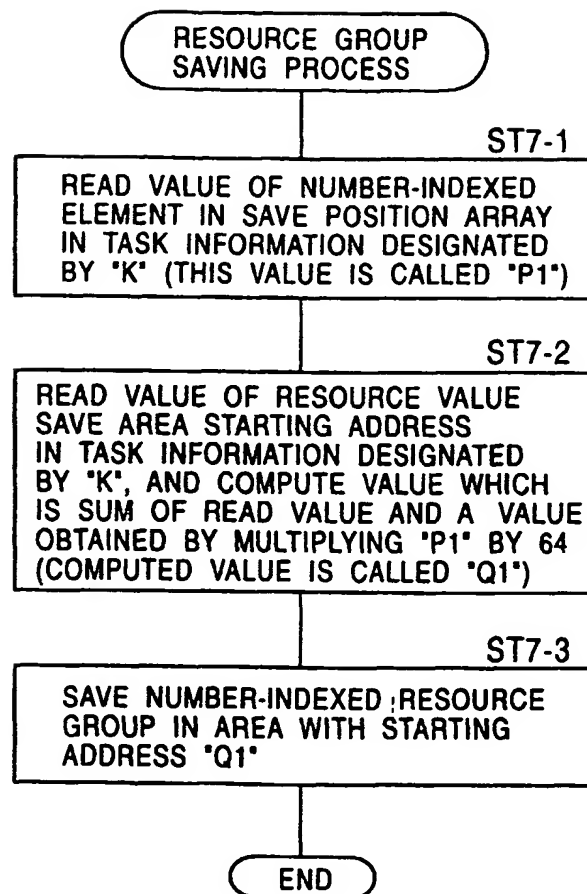 RESOURCE GROUP
SAVING PROCESS
ST7-1
READ VALUE OF NUMBER-INDEXED
ELEMENT IN SAVE POSITION ARRAY
IN TASK INFORMATION DESIGNATED
BY "K" (THIS VALUE IS CALLED "P1")
ST7-2
READ VALUE OF RESOURCE VALUE
SAVE AREA STARTING ADDRESS
IN TASK INFORMATION DESIGNATED
BY "K", AND COMPUTE VALUE WHICH
IS SUM OF READ VALUE AND A VALUE
OBTAINED BY MULTIPLYING "P1" BY 64
(COMPUTED VALUE IS CALLED "Q1")
ST7-3
SAVE NUMBER-INDEXED RESOURCE
GROUP IN AREA WITH STARTING
ADDRESS "Q1"
END